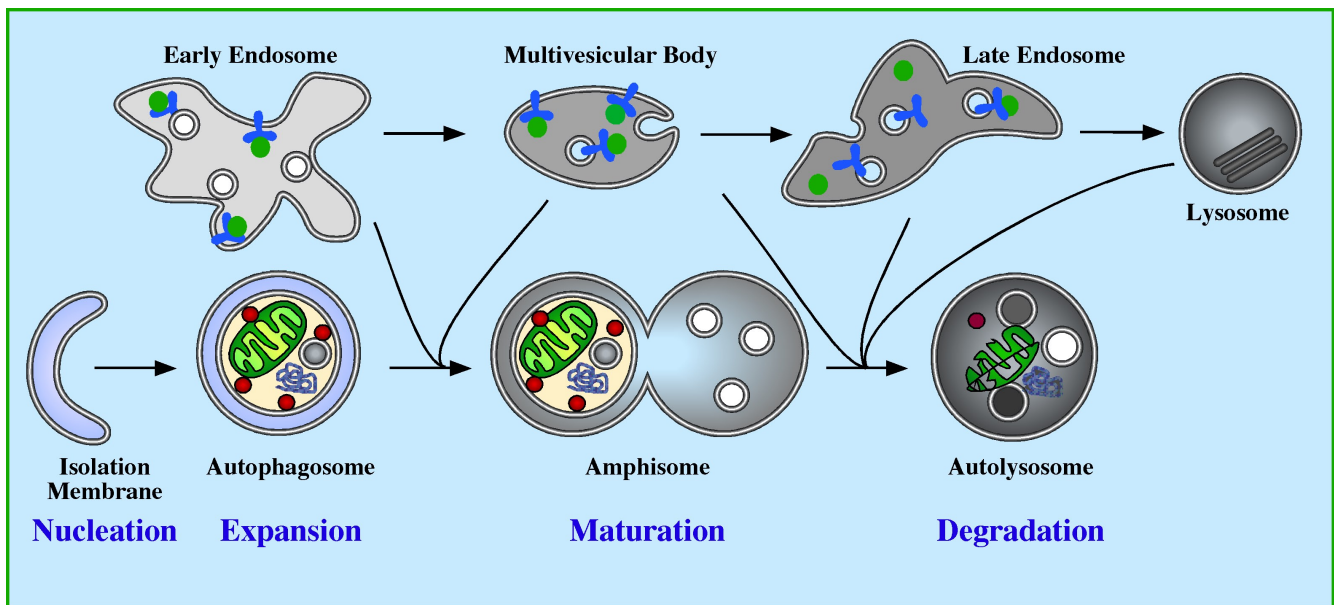 Early Endosome
Multivesicular Body
Late Endosome
Lysosome
Isolation
Membrane
Autophagosome
Amphisome
Autolysosome
Nucleation
Expansion
Maturation
Degradation